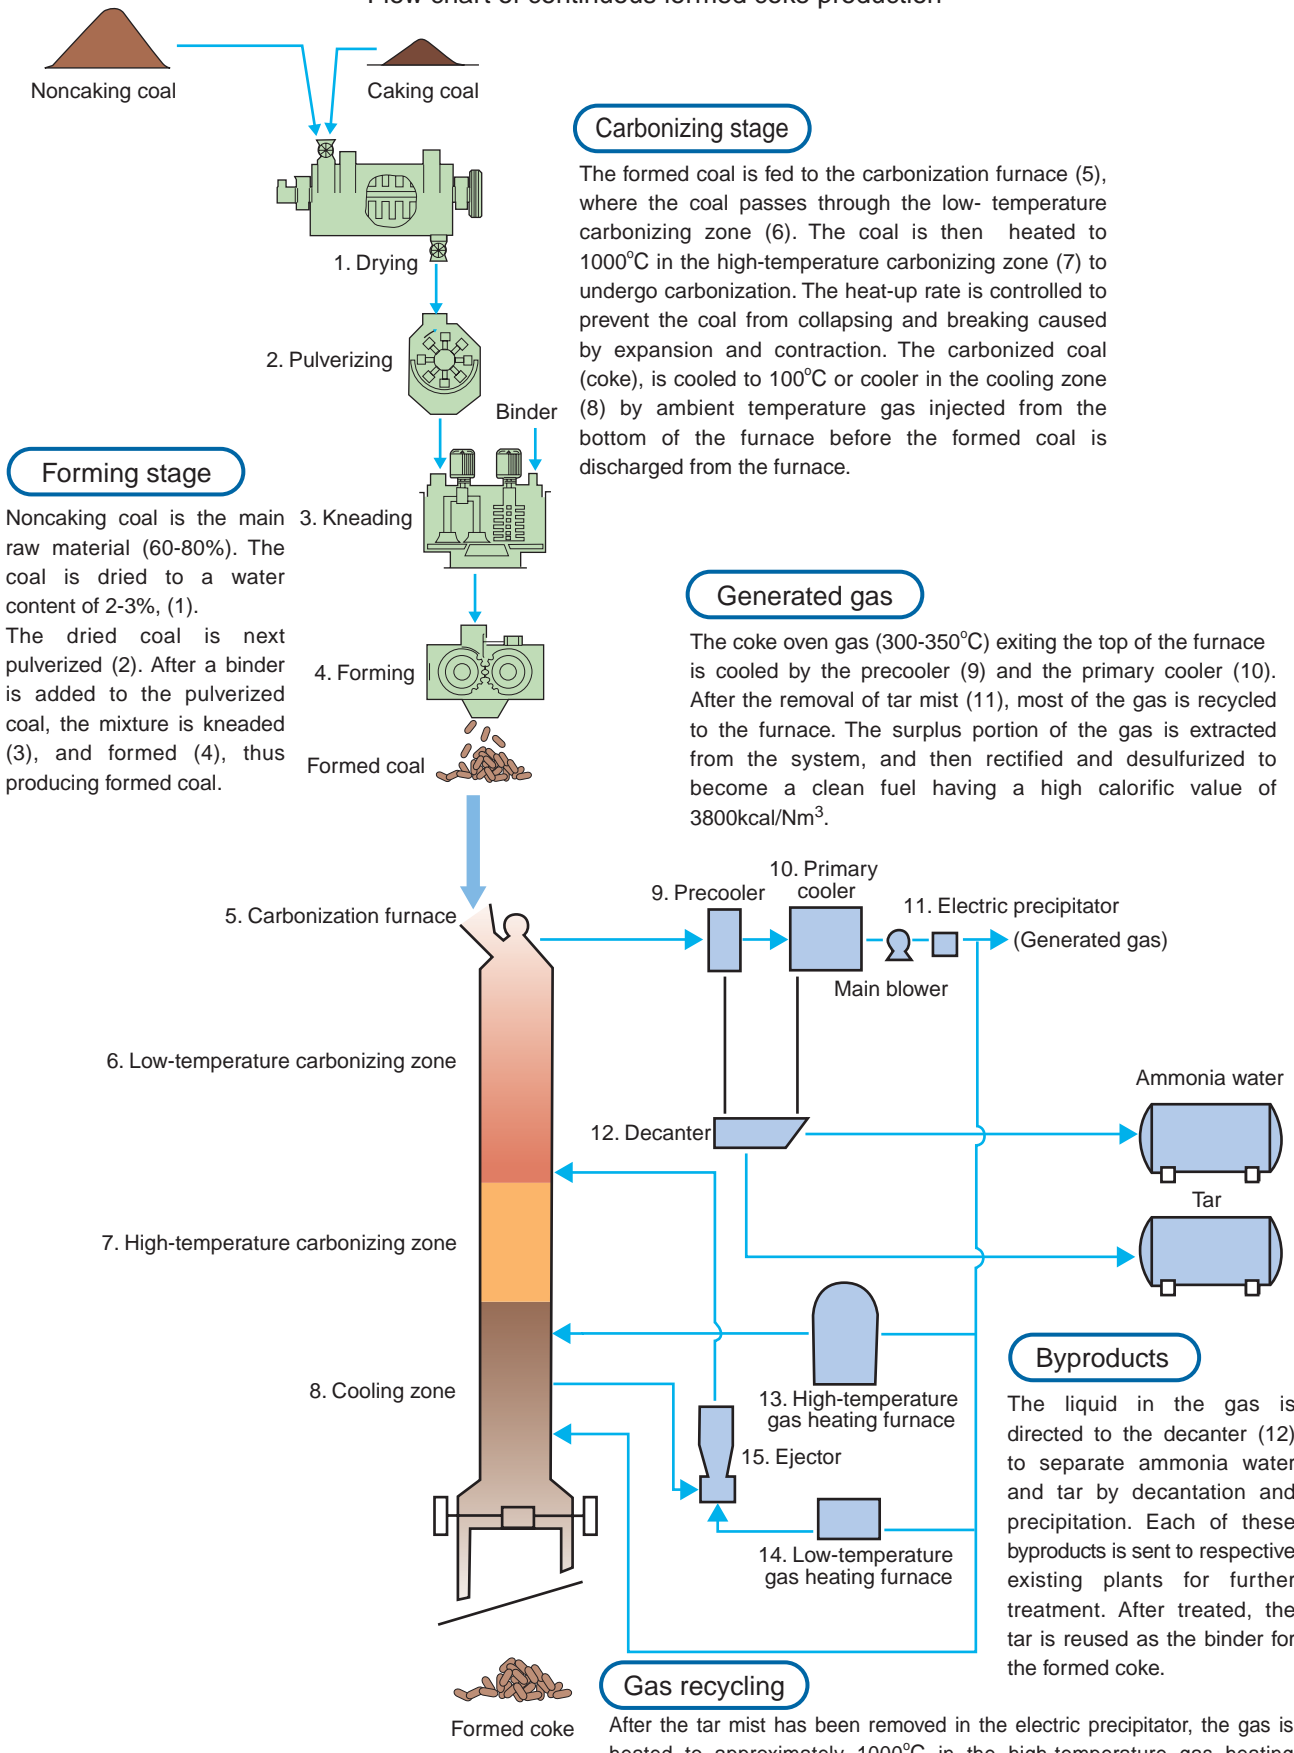 Flow chart of continuous formed coke production
Noncaking coal
Caking coal
1. Drying
2. Pulverizing
Binder
3. Kneading
4. Forming
Formed coal
Carbonizing stage
The formed coal is fed to the carbonization furnace (5),
where the coal passes through the low- temperature
carbonizing zone (6). The coal is then heated to
1000°C in the high-temperature carbonizing zone (7) to
undergo carbonization. The heat-up rate is controlled to
prevent the coal from collapsing and breaking caused
by expansion and contraction. The carbonized coal
(coke), is cooled to 100°C or cooler in the cooling zone
(8) by ambient temperature gas injected from the
bottom of the furnace before the formed coal is
discharged from the furnace.
Forming stage
Noncaking coal is the main
raw material (60-80%). The
coal is dried to a water
content of 2-3%, (1).
The dried coal is next
pulverized (2). After a binder
is added to the pulverized
coal, the mixture is kneaded
(3), and formed (4), thus
producing formed coal.
Generated gas
The coke oven gas (300-350°C) exiting the top of the furnace
is cooled by the precooler (9) and the primary cooler (10).
After the removal of tar mist (11), most of the gas is recycled
to the furnace. The surplus portion of the gas is extracted
from the system, and then rectified and desulfurized to
become a clean fuel having a high calorific value of
3800kcal/Nm³.
5. Carbonization furnace
9. Precooler
10. Primary
cooler
11. Electric precipitator
(Generated gas)
Main blower
6. Low-temperature carbonizing zone
Ammonia water
12. Decanter
Tar
7. High-temperature carbonizing zone
8. Cooling zone
13. High-temperature
gas heating furnace
15. Ejector
14. Low-temperature
gas heating furnace
Byproducts
The liquid in the gas is
directed to the decanter (12)
to separate ammonia water
and tar by decantation and
precipitation. Each of these
byproducts is sent to respective
existing plants for further
treatment. After treated, the
tar is reused as the binder for
the formed coke.
Formed coke
Gas recycling
After the tar mist has been removed in the electric precipitator, the gas is
heated to approximately 1000°C in the high-temperature gas heating